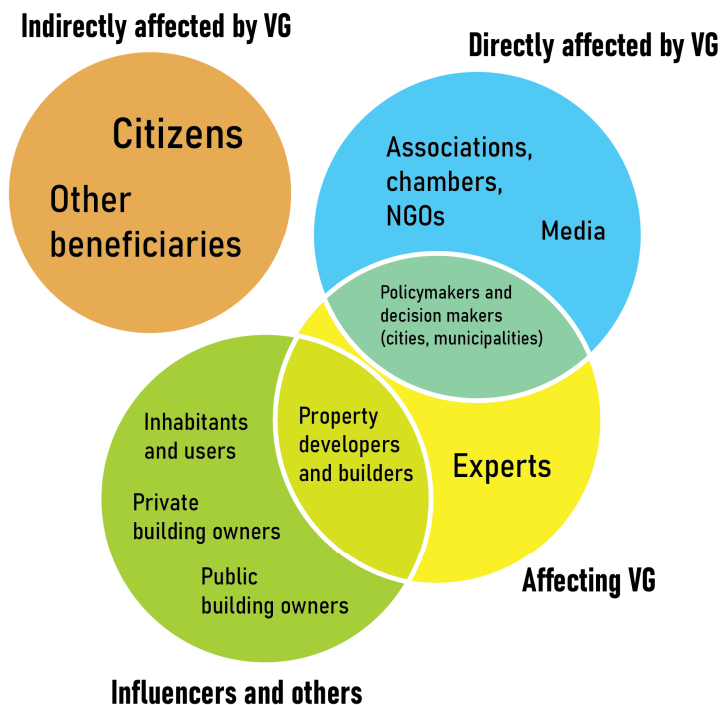 Indirectly affected by VG
Directly affected by VG
Citizens
Other
beneficiaries
Associations,
chambers,
NGOs
Media
Policymakers and
decision makers
(cities, municipalities)
Inhabitants
and users
Private
building owners
Public
building owners
Property
developers
and builders
Experts
Affecting VG
Influencers and others